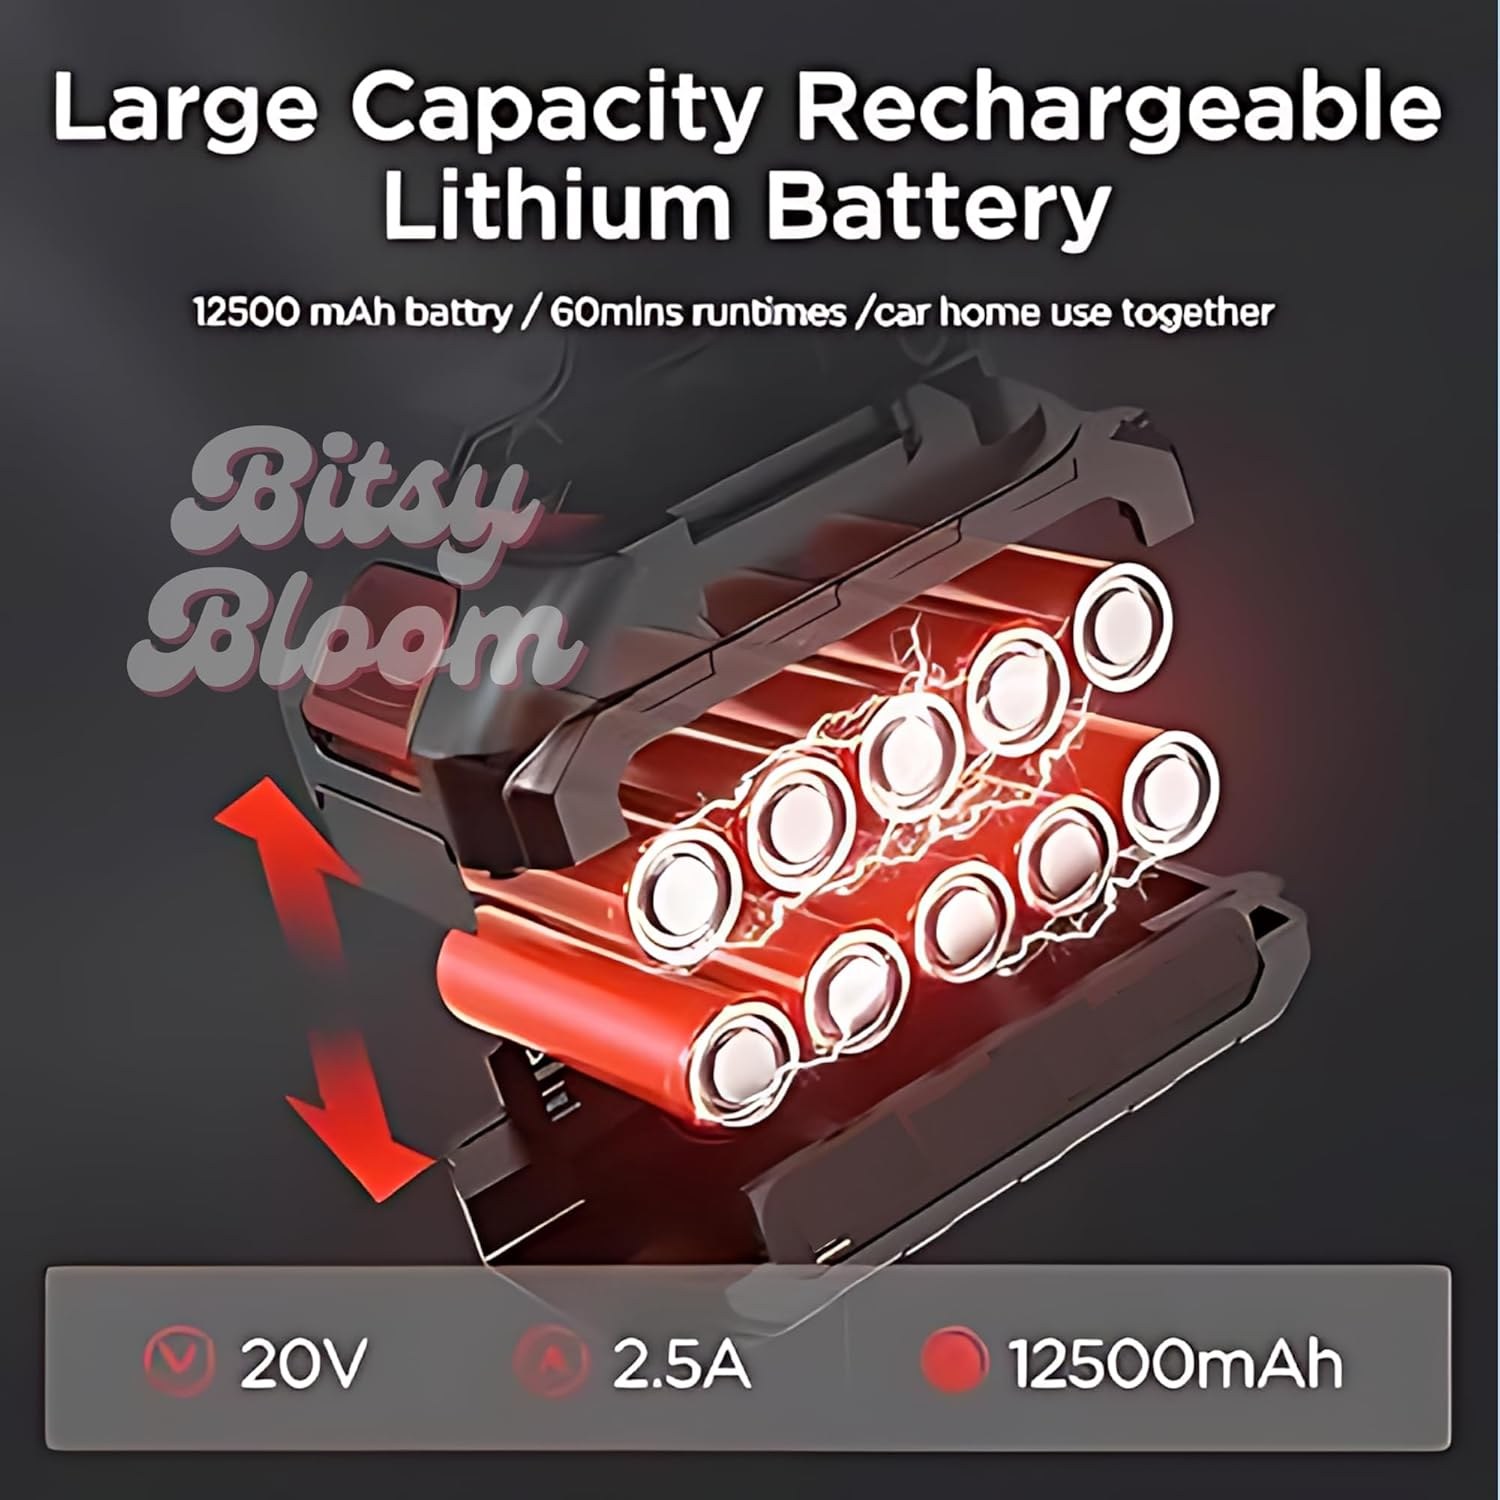 Large Capacity Rechargeable
Lithium Battery
12500 mAh battry / 60mins runtimes /car home use together
Bitsy
Bloom
20V
2.5A
12500mAh